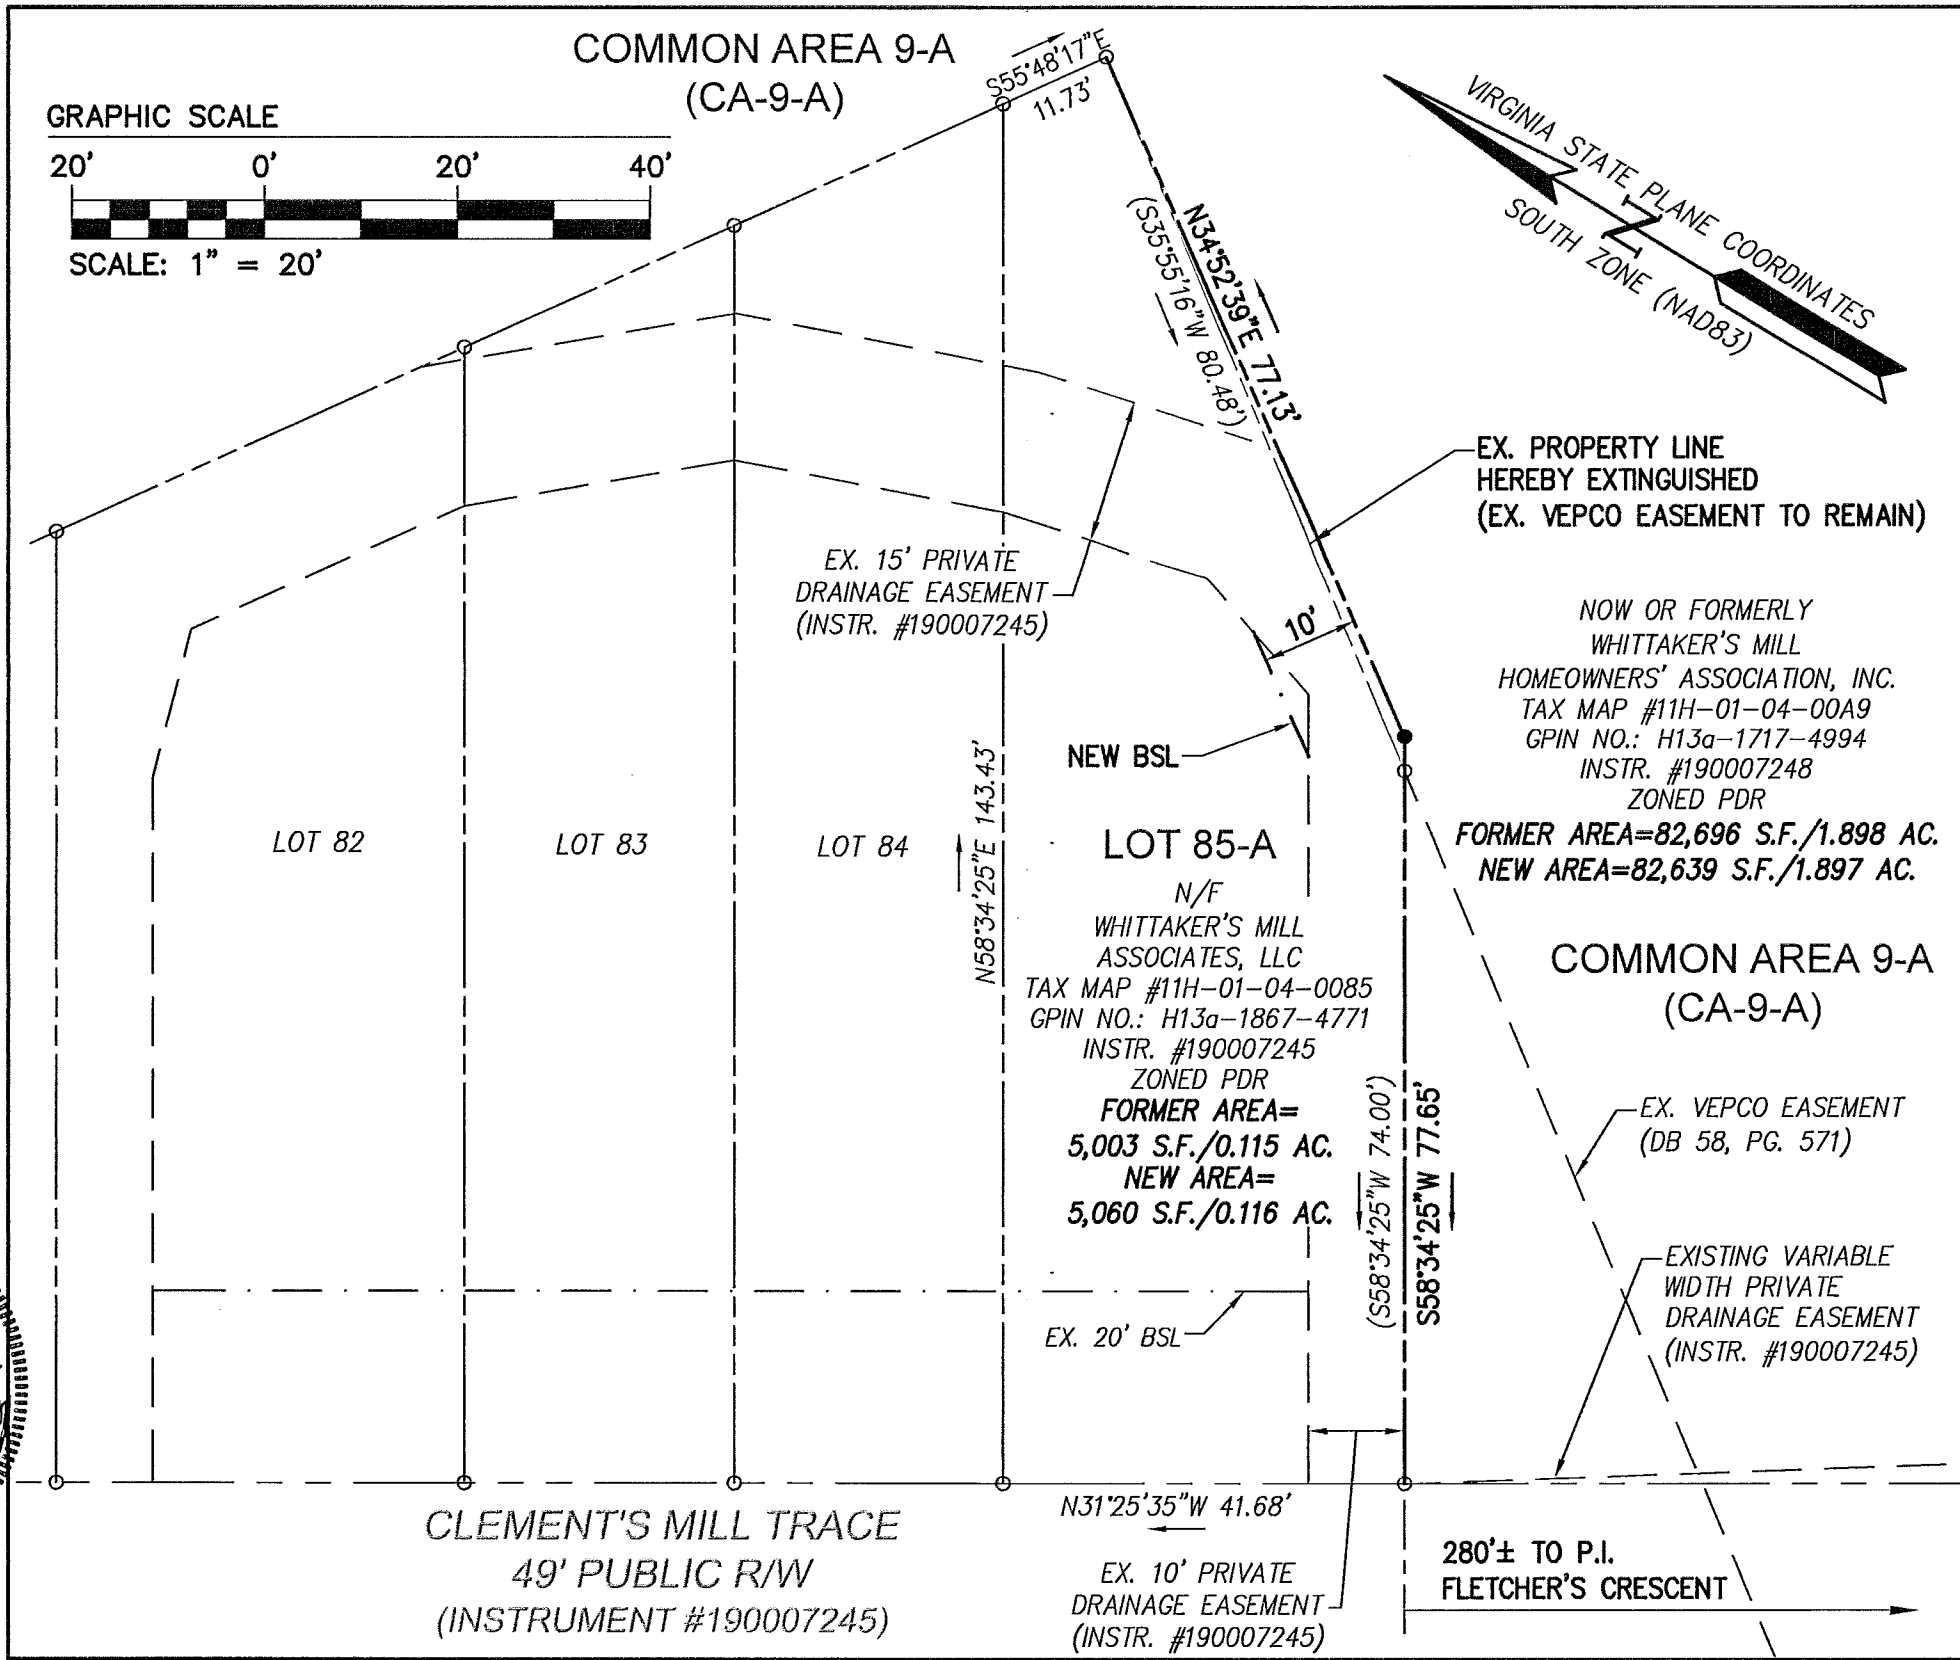 COMMON AREA 9-A
(CA-9-A)
S55°48'17"E
11.73'
GRAPHIC SCALE
20' 0' 20' 40'
SCALE: 1" = 20'
VIRGINIA STATE PLANE COORDINATES
SOUTH ZONE (NAD83)
N
N34°52'39"E 77.13'
(S35°55'16"W 80.48')
EX. PROPERTY LINE
HEREBY EXTINGUISHED
(EX. VEPCO EASEMENT TO REMAIN)
EX. 15' PRIVATE
DRAINAGE EASEMENT
(INSTR. #190007245)
10'
NOW OR FORMERLY
WHITTAKER'S MILL
HOMEOWNERS' ASSOCIATION, INC.
TAX MAP #11H-01-04-00A9
GPIN NO.: H13a-1717-4994
INSTR. #190007248
ZONED PDR
FORMER AREA=82,696 S.F./1.898 AC.
NEW AREA=82,639 S.F./1.897 AC.
NEW BSL
LOT 82
LOT 83
LOT 84
N58°34'25"E 143.43'
LOT 85-A
N/F
WHITTAKER'S MILL
ASSOCIATES, LLC
TAX MAP #11H-01-04-0085
GPIN NO.: H13a-1867-4771
INSTR. #190007245
ZONED PDR
FORMER AREA=
5,003 S.F./0.115 AC.
NEW AREA=
5,060 S.F./0.116 AC.
(S58°34'25"W 74.00')
S58°34'25"W 77.65'
COMMON AREA 9-A
(CA-9-A)
EX. VEPCO EASEMENT
(DB 58, PG. 571)
EXISTING VARIABLE
WIDTH PRIVATE
DRAINAGE EASEMENT
(INSTR. #190007245)
EX. 20' BSL
N31°25'35"W 41.68'
CLEMENT'S MILL TRACE
49' PUBLIC R/W
(INSTRUMENT #190007245)
EX. 10' PRIVATE
DRAINAGE EASEMENT
(INSTR. #190007245)
280'± TO P.I.
FLETCHER'S CRESCENT